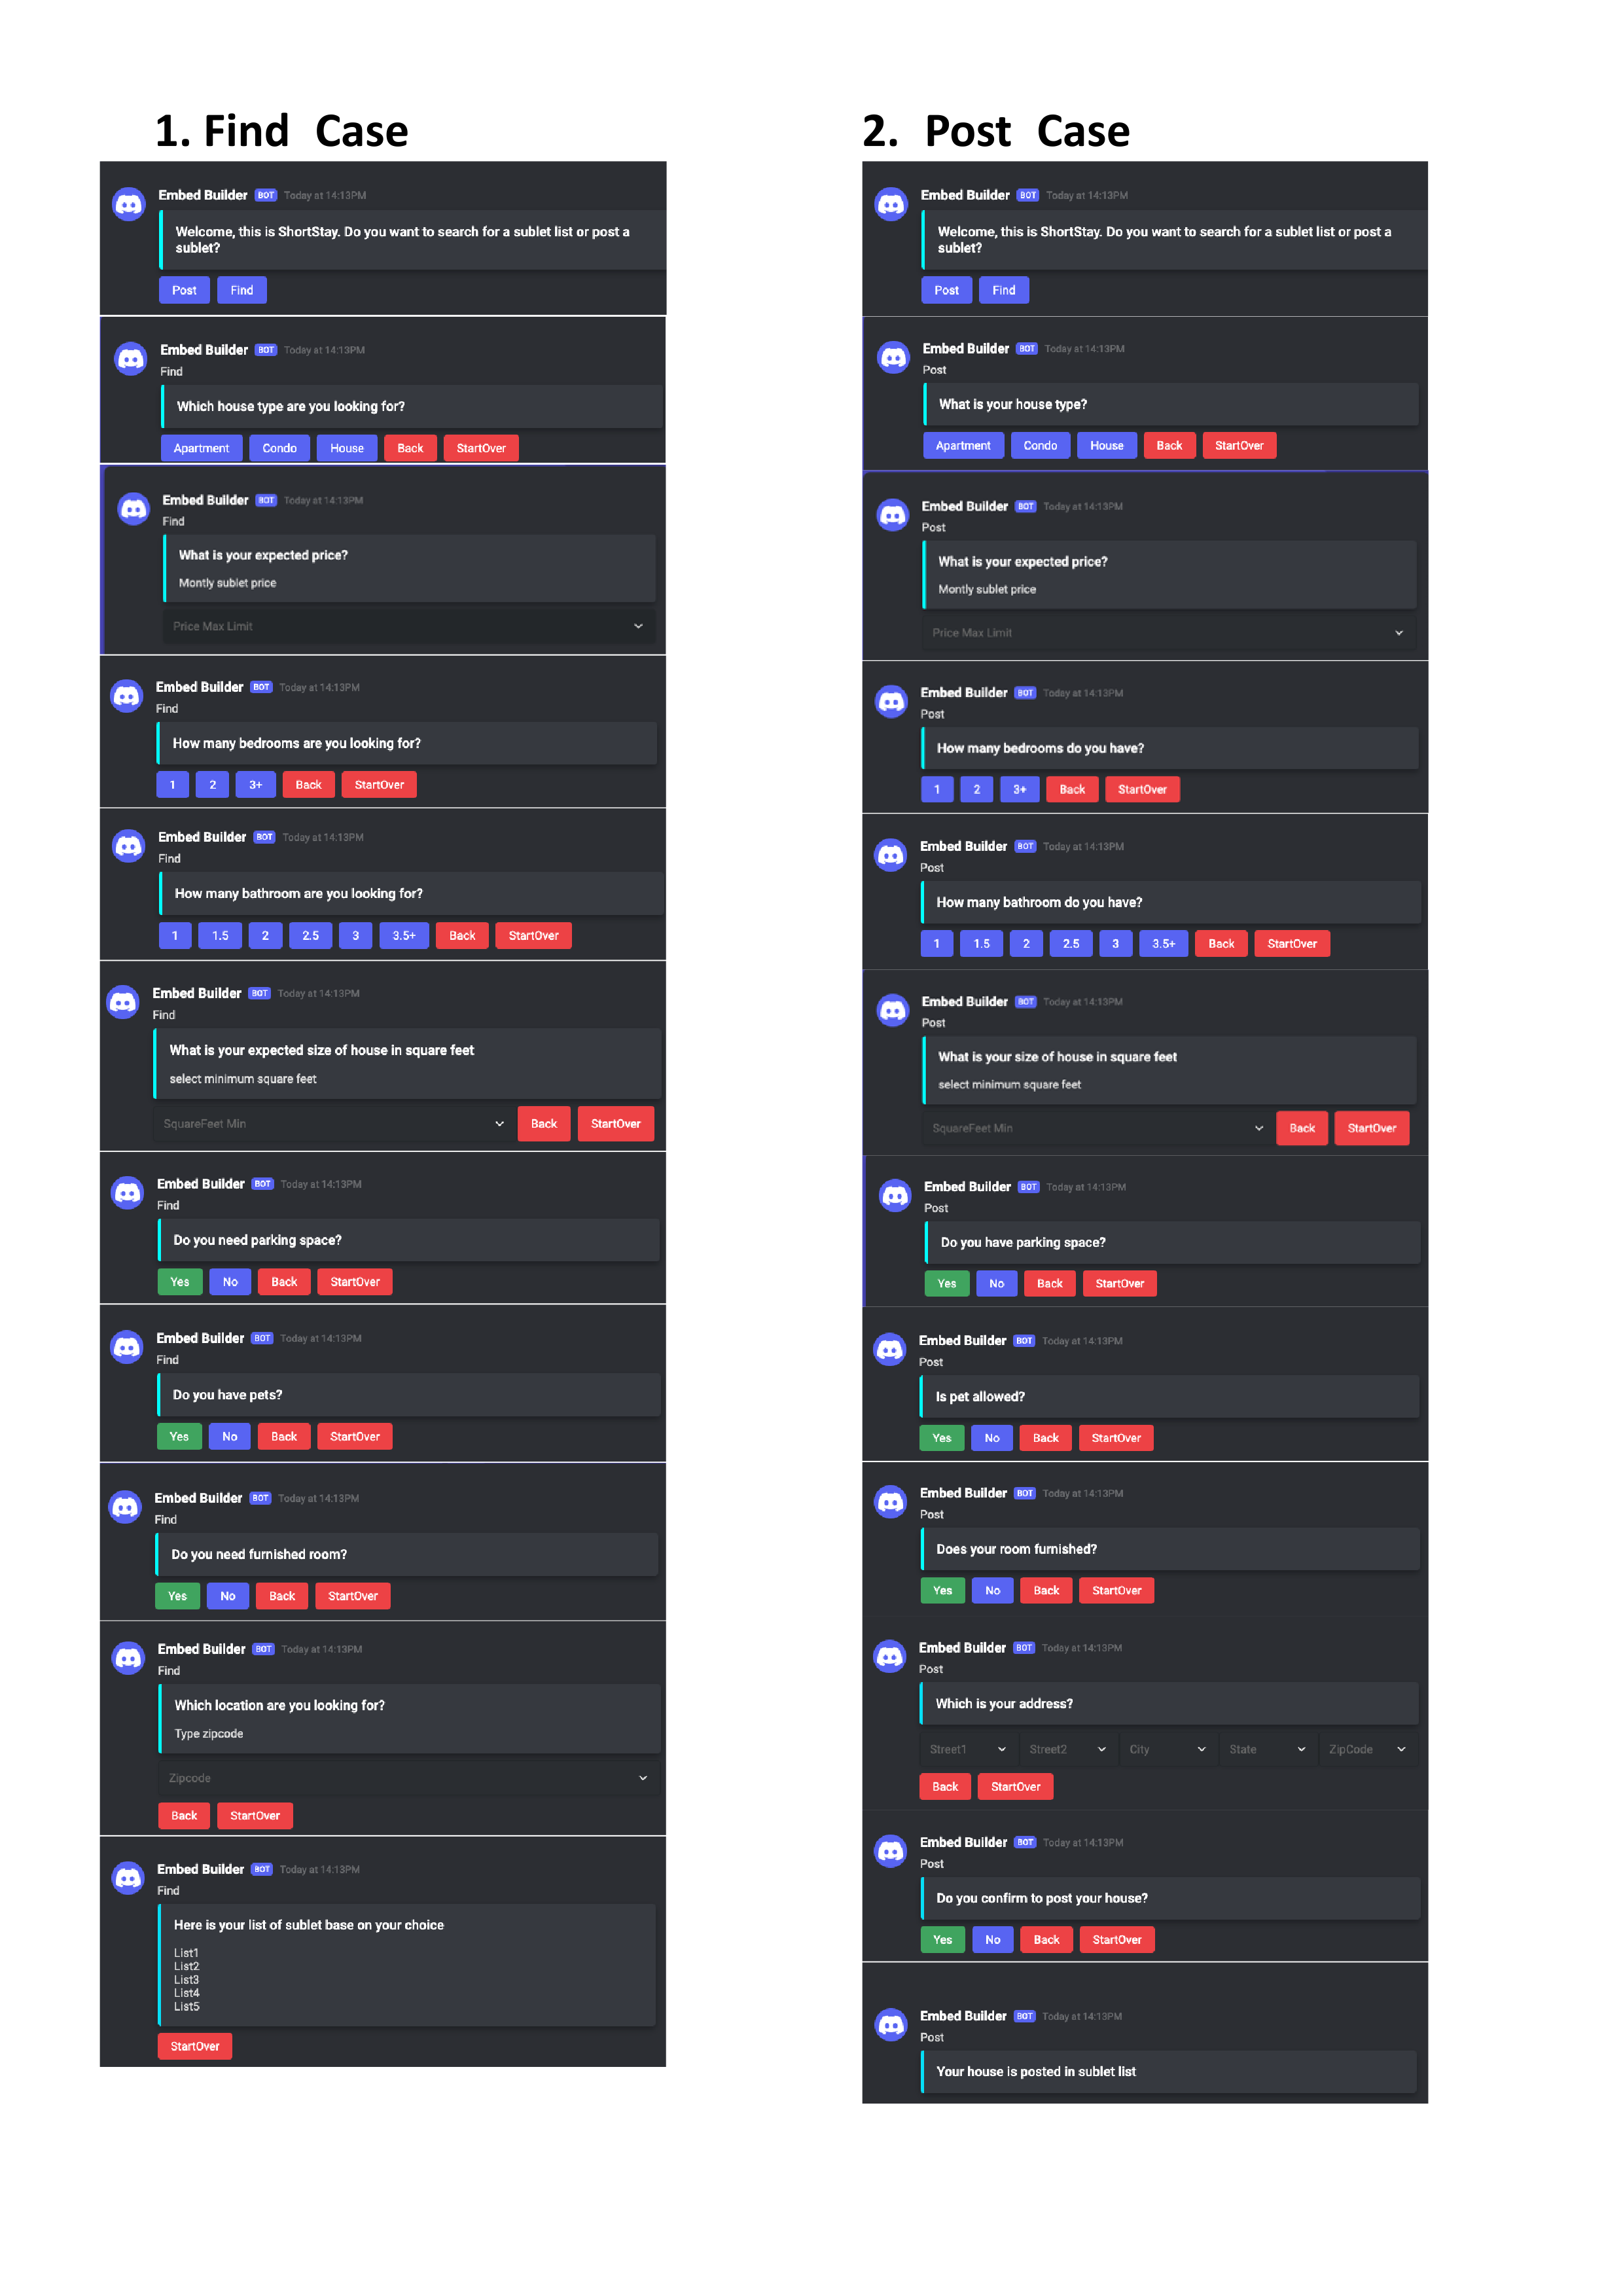 1. Find Case
Embed Builder BOT Today at 14:13PM
Welcome, this is ShortStay. Do you want to search for a sublet list or post a
sublet?
Post Find
Embed Builder BOT Today at 14:13PM
Find
Which house type are you looking for?
Apartment Condo House Back StartOver
Embed Builder BOT Today at 14:13PM
Find
What is your expected price?
Montly sublet price
Price Max Limit
Embed Builder BOT Today at 14:13PM
Find
How many bedrooms are you looking for?
1 2 3+ Back StartOver
Embed Builder BOT Today at 14:13PM
Find
How many bathroom are you looking for?
1 1.5 2 2.5 3 3.5+ Back StartOver
Embed Builder BOT Today at 14:13PM
Find
What is your expected size of house in square feet
select minimum square feet
SquareFeet Min Back StartOver
Embed Builder BOT Today at 14:13PM
Find
Do you need parking space?
Yes No Back StartOver
Embed Builder BOT Today at 14:13PM
Find
Do you have pets?
Yes No Back StartOver
Embed Builder BOT Today at 14:13PM
Find
Do you need furnished room?
Yes No Back StartOver
Embed Builder BOT Today at 14:13PM
Find
Which location are you looking for?
Type zipcode
Zipcode
Back StartOver
Embed Builder BOT Today at 14:13PM
Find
Here is your list of sublet base on your choice
List1
List2
List3
List4
List5
StartOver
2. Post Case
Embed Builder BOT Today at 14:13PM
Welcome, this is ShortStay. Do you want to search for a sublet list or post a
sublet?
Post Find
Embed Builder BOT Today at 14:13PM
Post
What is your house type?
Apartment Condo House Back StartOver
Embed Builder BOT Today at 14:13PM
Post
What is your expected price?
Montly sublet price
Price Max Limit
Embed Builder BOT Today at 14:13PM
Post
How many bedrooms do you have?
1 2 3+ Back StartOver
Embed Builder BOT Today at 14:13PM
Post
How many bathroom do you have?
1 1.5 2 2.5 3 3.5+ Back StartOver
Embed Builder BOT Today at 14:13PM
Post
What is your size of house in square feet
select minimum square feet
SquareFeet Min Back StartOver
Embed Builder BOT Today at 14:13PM
Post
Do you have parking space?
Yes No Back StartOver
Embed Builder BOT Today at 14:13PM
Post
Is pet allowed?
Yes No Back StartOver
Embed Builder BOT Today at 14:13PM
Post
Does your room furnished?
Yes No Back StartOver
Embed Builder BOT Today at 14:13PM
Post
Which is your address?
Street1 Street2 City State ZipCode
Back StartOver
Embed Builder BOT Today at 14:13PM
Post
Do you confirm to post your house?
Yes No Back StartOver
Embed Builder BOT Today at 14:13PM
Post
Your house is posted in sublet list